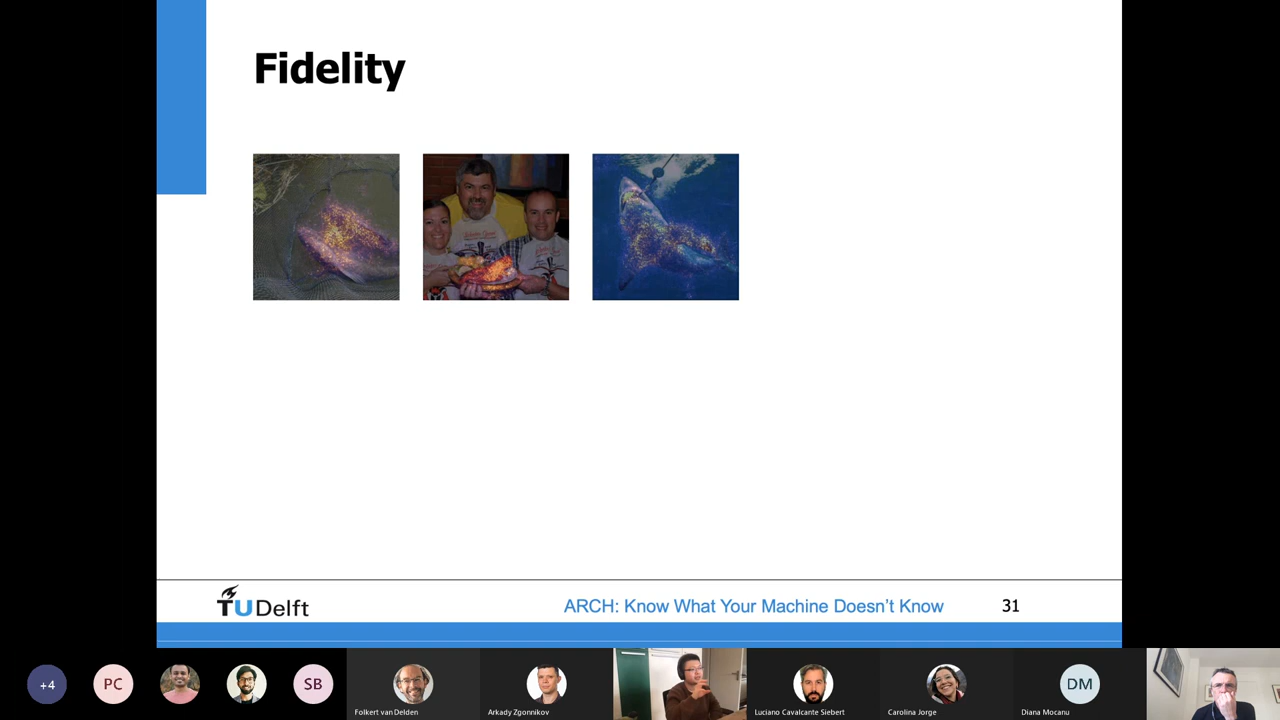 Fidelity
TUDelft
ARCH: Know What Your Machine Doesn't Know
31
+4
PC
SB
Folkert van Delden
Arkady Zgonnikov
Luciano Cavalcante Siebert
Carolina Jorge
DM
Diana Mocanu